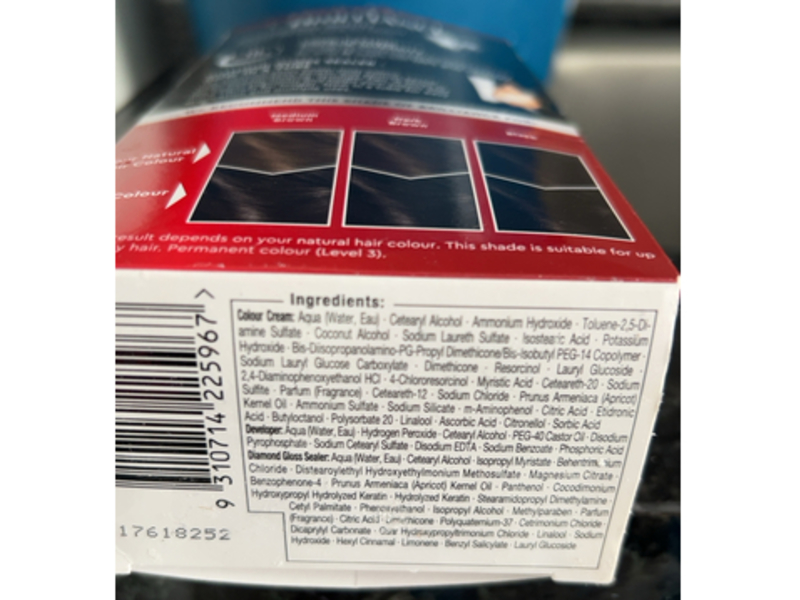 Medium
Brown
Dark
Brown
Natural
Colour
Colour
result depends on your natural hair colour. This shade is suitable for up
hair. Permanent colour (Level 3).
Ingredients:
Colour Cream: Aqua (Water, Eau) · Cetearyl Alcohol · Ammonium Hydroxide · Toluene-2,5-Di-
amine Sulfate · Coconut Alcohol · Sodium Laureth Sulfate · Isostearic Acid · Potassium
Hydroxide · Bis-Diisopropanolamino-PG-Propyl Dimethicone/Bis-Isobutyl PEG-14 Copolymer ·
Sodium Lauryl Glucose Carboxylate · Dimethicone · Resorcinol · Lauryl Glucoside ·
2,4-Diaminophenoxyethanol HCl · 4-Chlororesorcinol · Myristic Acid · Ceteareth-20 · Sodium
Sulfite · Parfum (Fragrance) · Ceteareth-12 · Sodium Chloride · Prunus Armeniaca (Apricot)
Kernel Oil · Ammonium Sulfate · Sodium Silicate · m-Aminophenol · Citric Acid · Etidronic
Acid · Butyloctanol · Polysorbate 20 · Linalool · Ascorbic Acid · Citronellol · Sorbic Acid
Developer: Aqua (Water, Eau) · Hydrogen Peroxide · Cetearyl Alcohol · PEG-40 Castor Oil · Disodium
Pyrophosphate · Sodium Cetearyl Sulfate · Disodium EDTA · Sodium Benzoate · Phosphoric Acid
Diamond Gloss Sealer: Aqua (Water, Eau) · Cetearyl Alcohol · Isopropyl Myristate ·
Chloride · Distearoylethyl Hydroxyethylmonium Methosulfate · Magnesium Citrate ·
Benzophenone-4 · Prunus Armeniaca (Apricot) Kernel Oil · Panthenol · Cocodimonium
Hydroxypropyl Hydrolyzed Keratin · Hydrolyzed Keratin · Stearamidopropyl Dimethylamine ·
Cetyl Palmitate · Phenoxyethanol · Isopropyl Alcohol · Methylparaben · Parfum
(Fragrance) · Citric Acid · Dimethicone · Polyquaternium-37 · Cetrimonium Chloride ·
Dicaprylyl Carbonate · Guar Hydroxypropyltrimonium Chloride · Linalool · Sodium
Hydroxide · Hexyl Cinnamal · Limonene · Benzyl Salicylate · Lauryl Glucoside
9 310714 225967 >
17618252